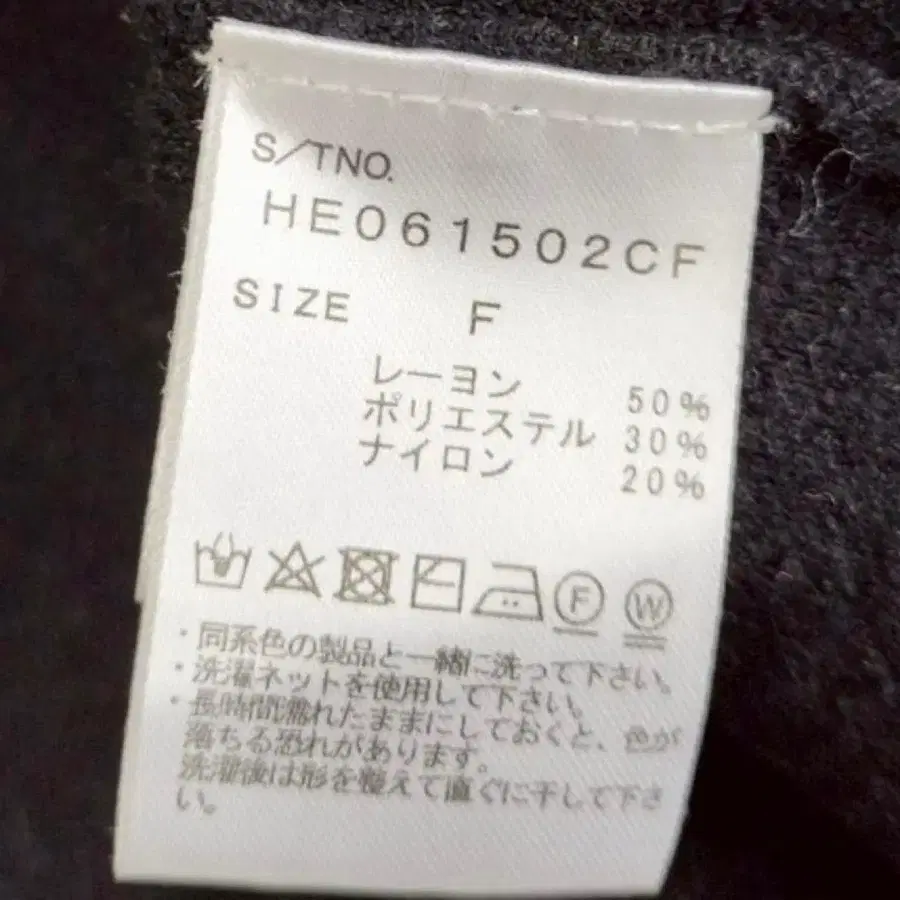 S/TNO.
HE061502CF
SIZE F
レーヨン 50%
ポリエステル 30%
ナイロン 20%
F W
・同系色の製品と一緒に洗って下さい。
・洗濯ネットを使用して下さい。
・長時間濡れたままにしておくと、色が
落ちる恐れがあります。
洗濯後は形を整えて直ぐに干して下さ
い。